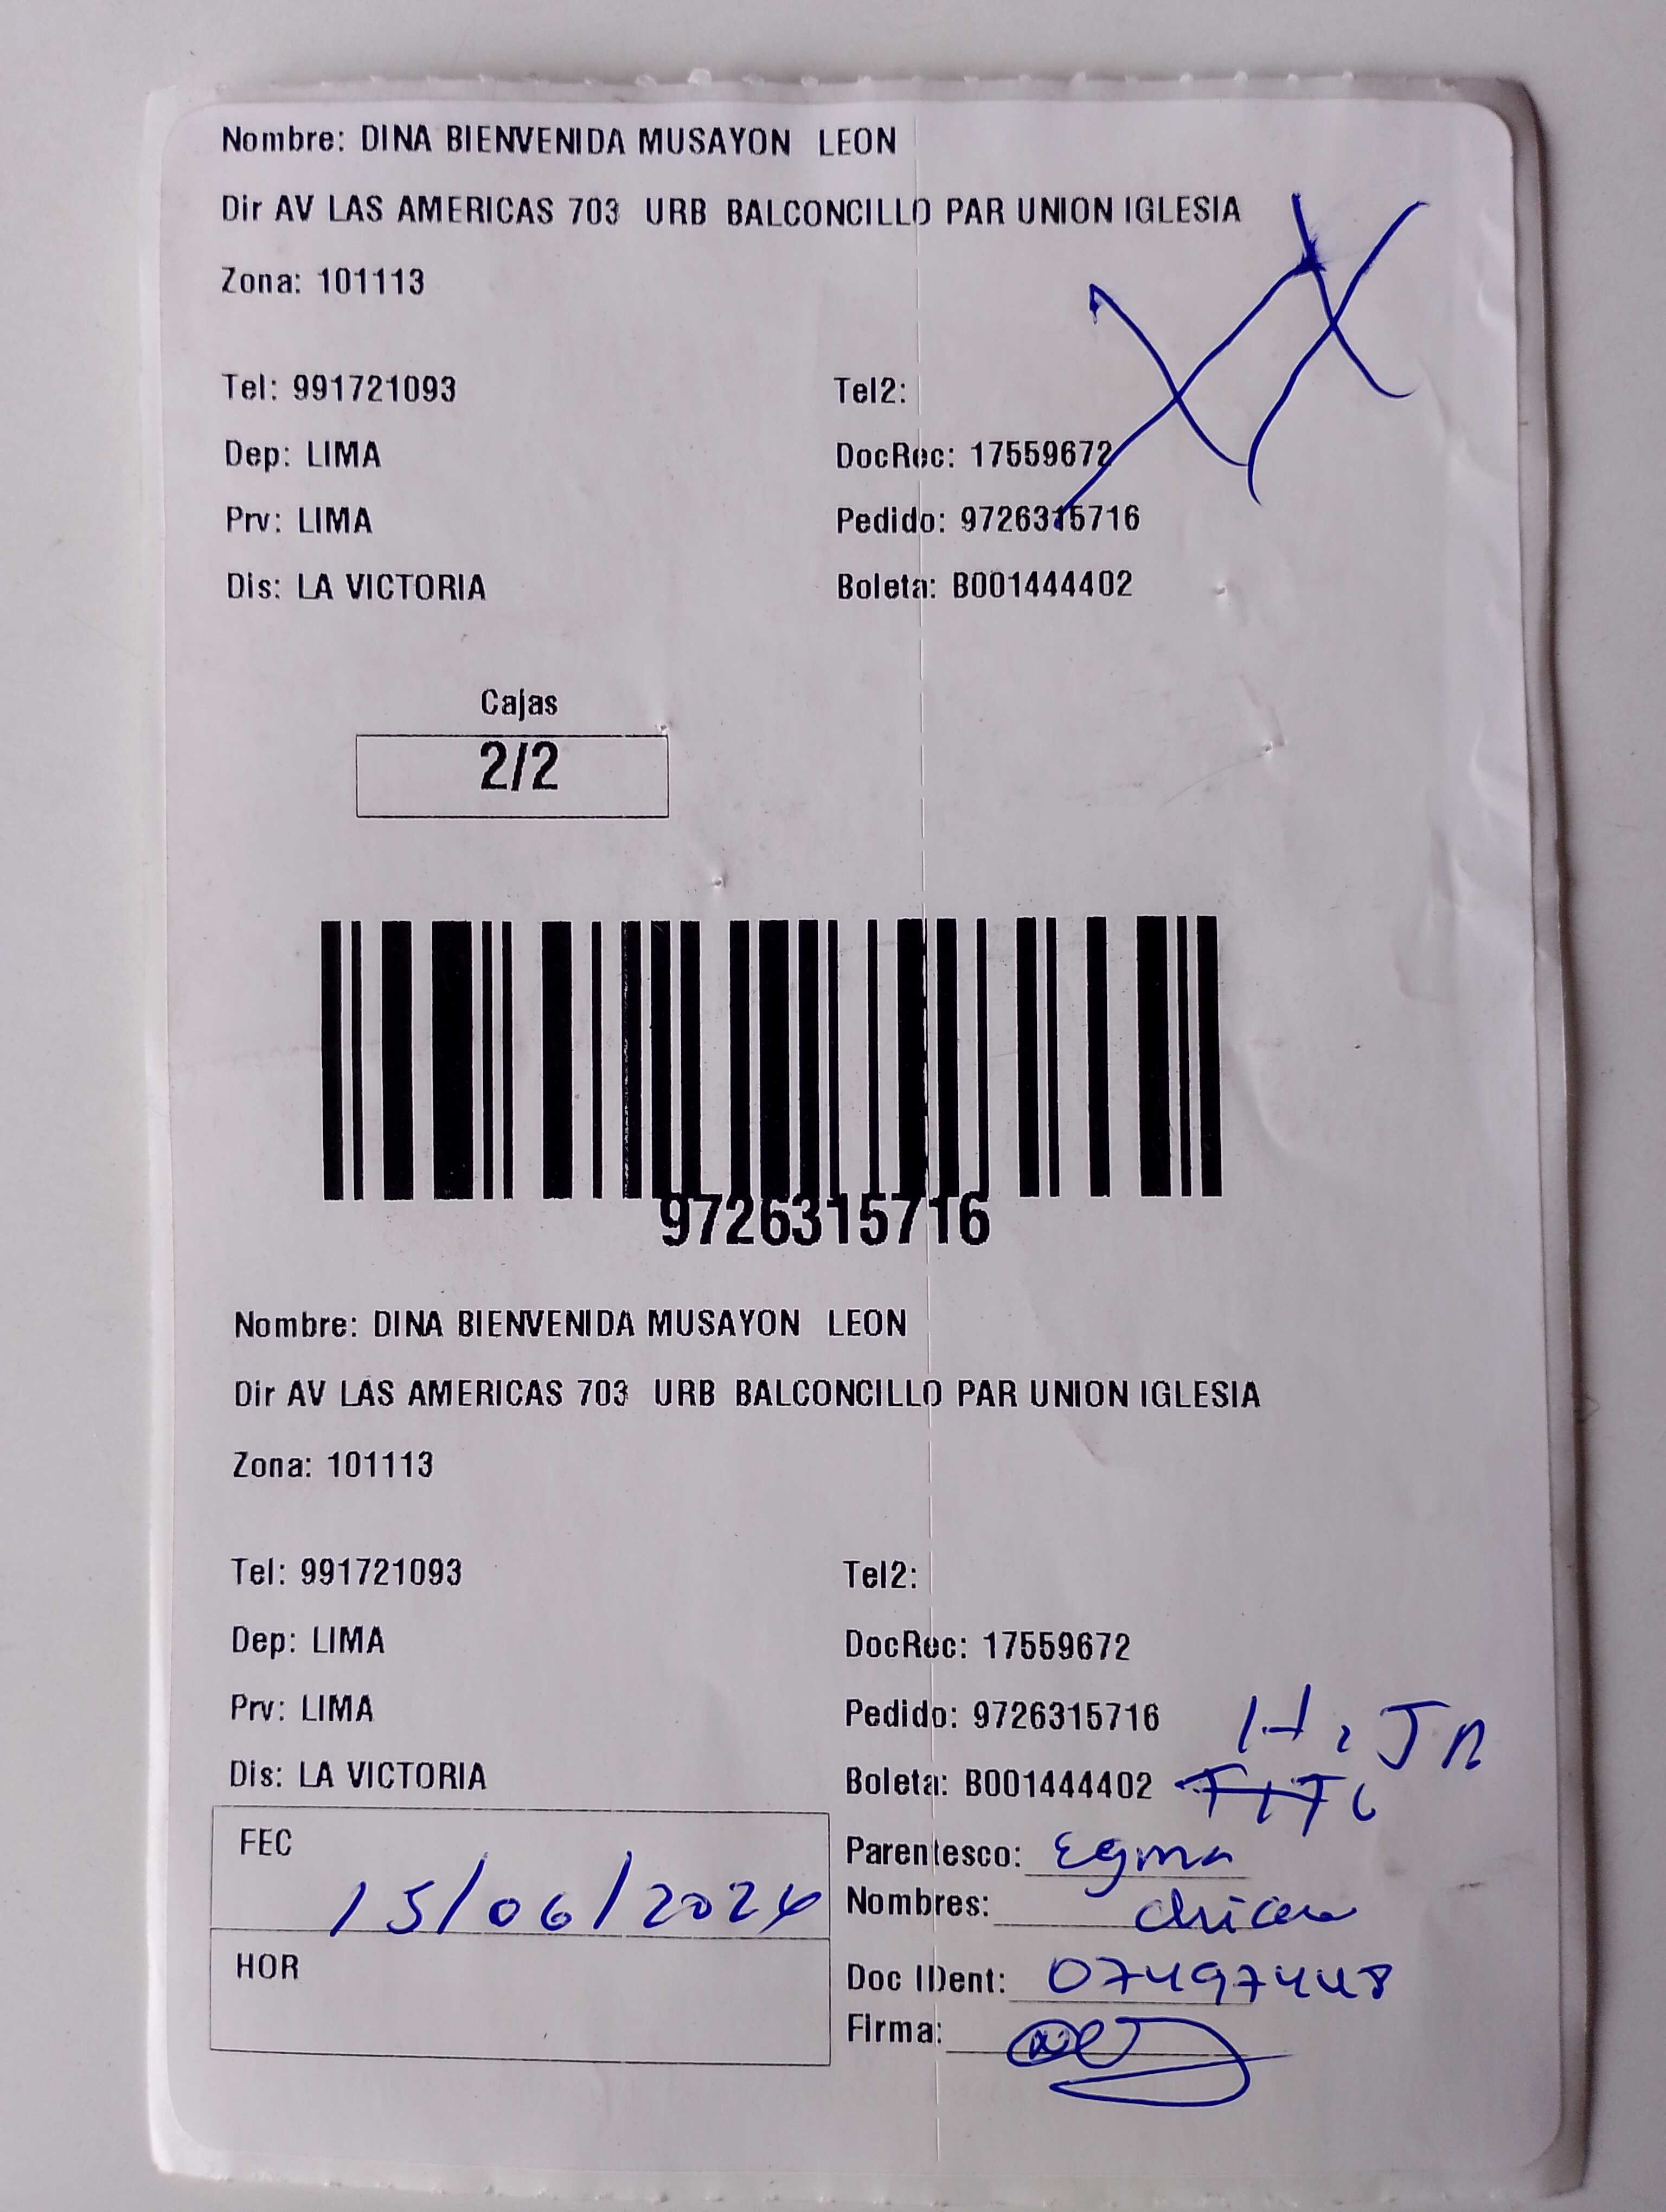 Nombre: DINA BIENVENIDA MUSAYON LEON
Dir AV LAS AMERICAS 703 URB BALCONCILLO PAR UNION IGLESIA
Zona: 101113
Tel: 991721093 Tel2:
Dep: LIMA DocRec: 17559672
Prv: LIMA Pedido: 9726315716
Dis: LA VICTORIA Boleta: B001444402
Cajas
2/2
9726315716
Nombre: DINA BIENVENIDA MUSAYON LEON
Dir AV LAS AMERICAS 703 URB BALCONCILLO PAR UNION IGLESIA
Zona: 101113
Tel: 991721093 Tel2:
Dep: LIMA DocRec: 17559672
Prv: LIMA Pedido: 9726315716
Dis: LA VICTORIA Boleta: B001444402
FEC 15/06/2024
HOR
Parentesco:
Nombres:
Doc IDent: 07497448
Firma: